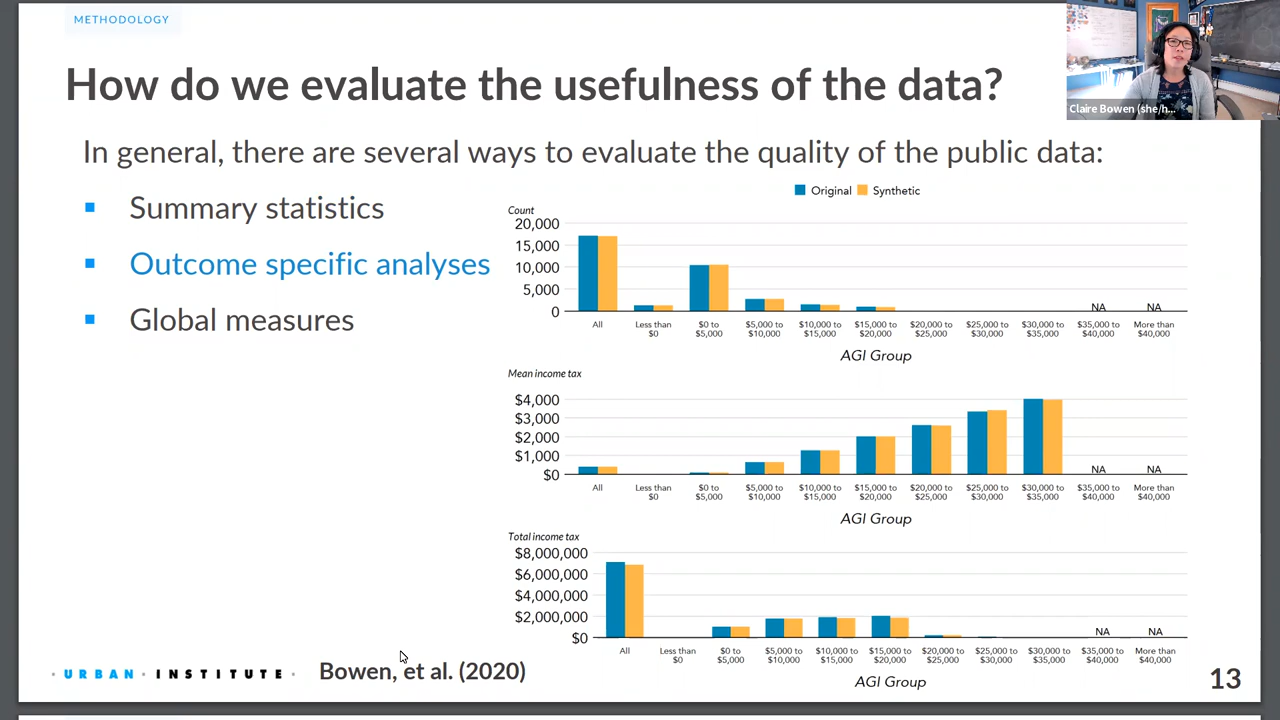 METHODOLOGY
How do we evaluate the usefulness of the data?
Claire Bowen (she/h...
In general, there are several ways to evaluate the quality of the public data:
Summary statistics
Outcome specific analyses
Global measures
Original Synthetic
Count
20,000
15,000
10,000
5,000
0
NA NA
All Less than $0 to $5,000 to $10,000 to $15,000 to $20,000 to $25,000 to $30,000 to $35,000 to More than
$0 $5,000 $10,000 $15,000 $20,000 $25,000 $30,000 $35,000 $40,000 $40,000
AGI Group
Mean income tax
$4,000
$3,000
$2,000
$1,000
$0
NA NA
All Less than $0 to $5,000 to $10,000 to $15,000 to $20,000 to $25,000 to $30,000 to $35,000 to More than
$0 $5,000 $10,000 $15,000 $20,000 $25,000 $30,000 $35,000 $40,000 $40,000
AGI Group
Total income tax
$8,000,000
$6,000,000
$4,000,000
$2,000,000
$0
NA NA
All Less than $0 to $5,000 to $10,000 to $15,000 to $20,000 to $25,000 to $30,000 to $35,000 to More than
$0 $5,000 $10,000 $15,000 $20,000 $25,000 $30,000 $35,000 $40,000 $40,000
AGI Group
· URBAN · INSTITUTE ·
Bowen, et al. (2020)
13